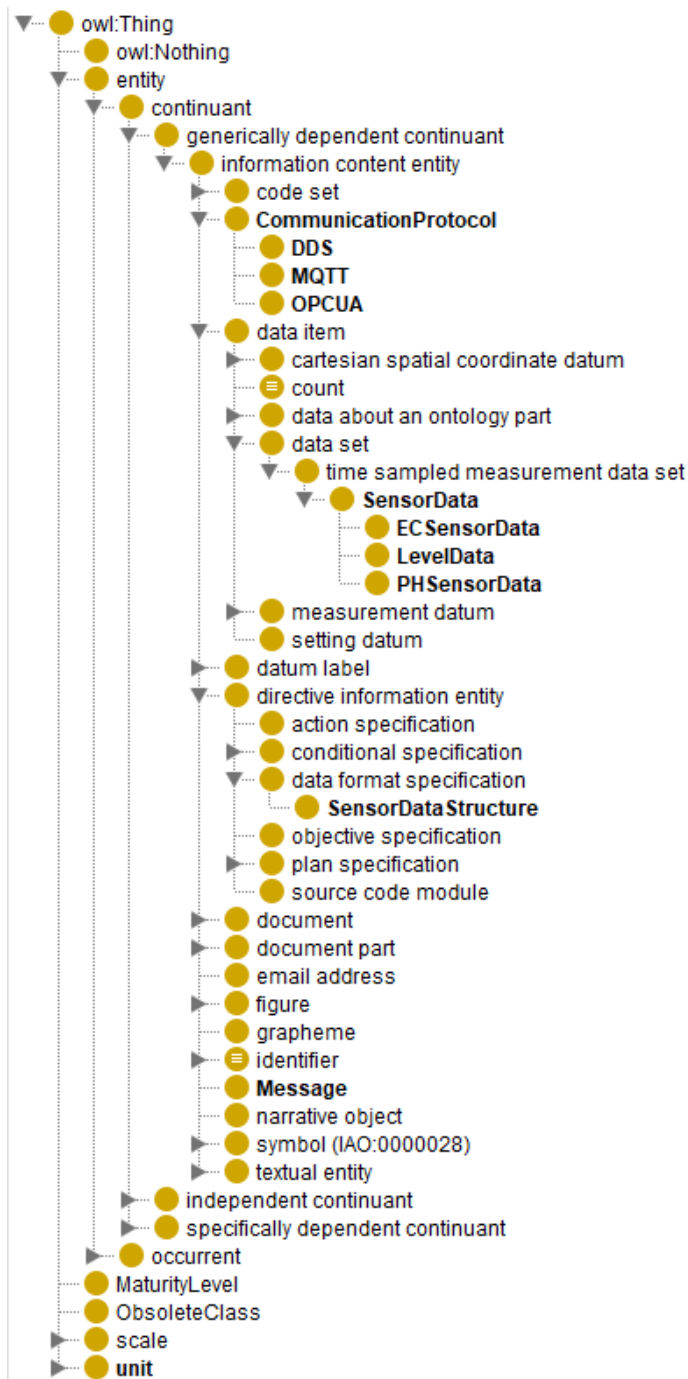 owl:Thing
owl:Nothing
entity
continuant
generically dependent continuant
information content entity
code set
CommunicationProtocol
DDS
MQTT
OPCUA
data item
cartesian spatial coordinate datum
count
data about an ontology part
data set
time sampled measurement data set
SensorData
ECSensorData
LevelData
PHSensorData
measurement datum
setting datum
datum label
directive information entity
action specification
conditional specification
data format specification
SensorDataStructure
objective specification
plan specification
source code module
document
document part
email address
figure
grapheme
identifier
Message
narrative object
symbol (IAO:0000028)
textual entity
independent continuant
specifically dependent continuant
occurrent
MaturityLevel
ObsoleteClass
scale
unit